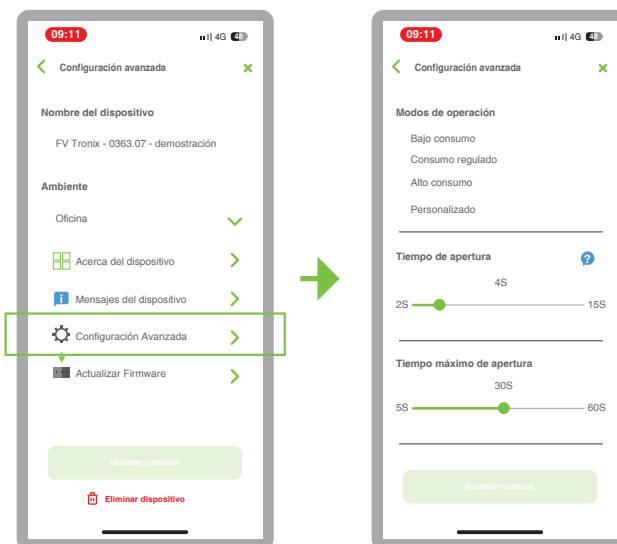 09:11
4G 48
Configuración avanzada
Nombre del dispositivo
FV Tronix - 0363.07 - demostración
Ambiente
Oficina
Acerca del dispositivo
Mensajes del dispositivo
Configuración Avanzada
Actualizar Firmware
Guardar cambios
Eliminar dispositivo
09:11
4G 48
Configuración avanzada
Modos de operación
Bajo consumo
Consumo regulado
Alto consumo
Personalizado
Tiempo de apertura ?
4S
2S 15S
Tiempo máximo de apertura
30S
5S 60S
Guardar cambios